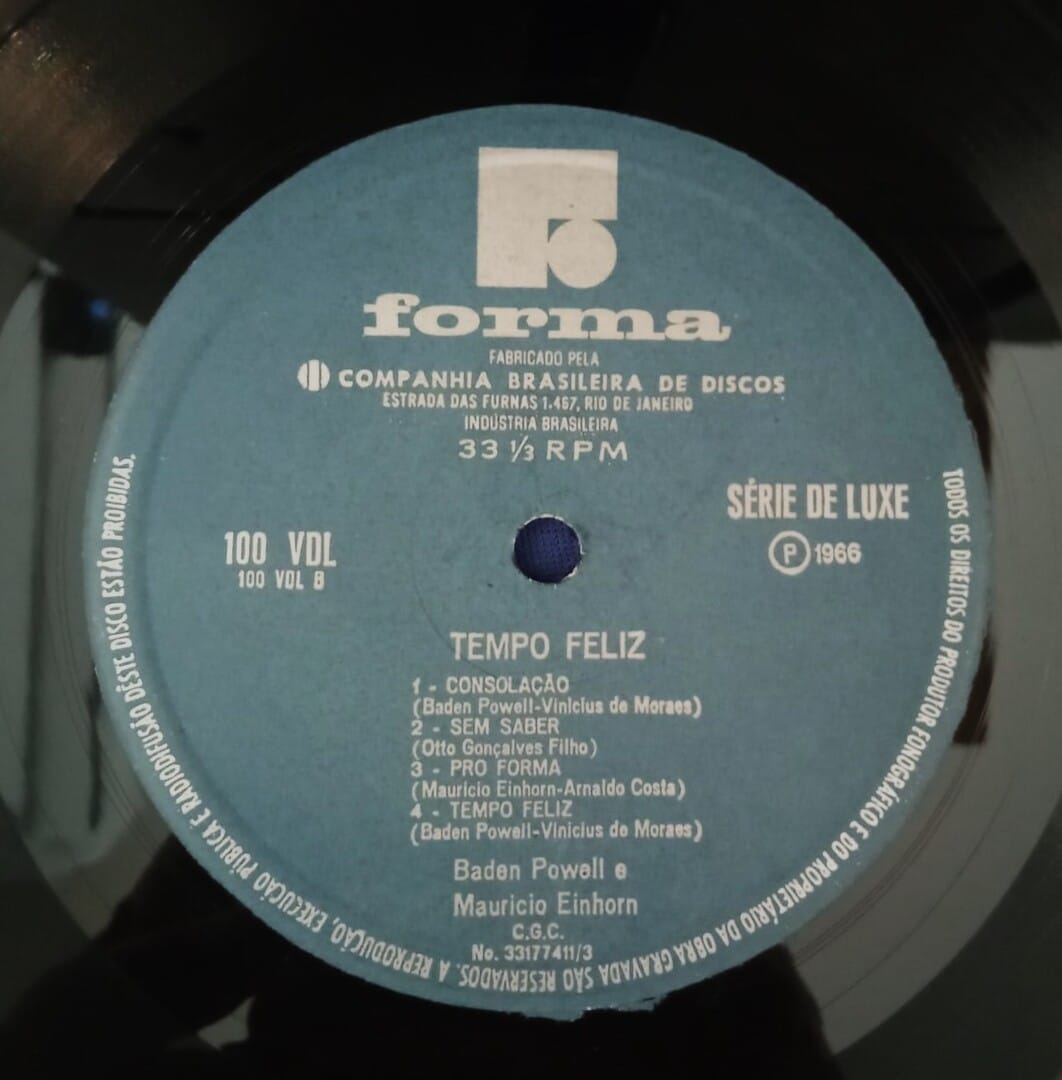 forma
FABRICADO PELA
COMPANHIA BRASILEIRA DE DISCOS
ESTRADA DAS FURNAS 1.467, RIO DE JANEIRO
INDÚSTRIA BRASILEIRA
33 1/3 RPM
SÉRIE DE LUXE
Ⓟ 1966
100 VDL
100 VDL B
TEMPO FELIZ
1 - CONSOLAÇÃO
(Baden Powell-Vinicius de Moraes)
2 - SEM SABER
(Otto Gonçalves Filho)
3 - PRO FORMA
(Mauricio Einhorn-Arnaldo Costa)
4 - TEMPO FELIZ
(Baden Powell-Vinicius de Moraes)
Baden Powell e
Mauricio Einhorn
C.G.C.
No. 33177411/3
TODOS OS DIREITOS DO PRODUTOR FONOGRÁFICO E DO PROPRIETÁRIO DA OBRA GRAVADA SÃO RESERVADOS. A REPRODUÇÃO, EXECUÇÃO PÚBLICA E RADIODIFUSÃO DÊSTE DISCO ESTÃO PROIBIDAS.